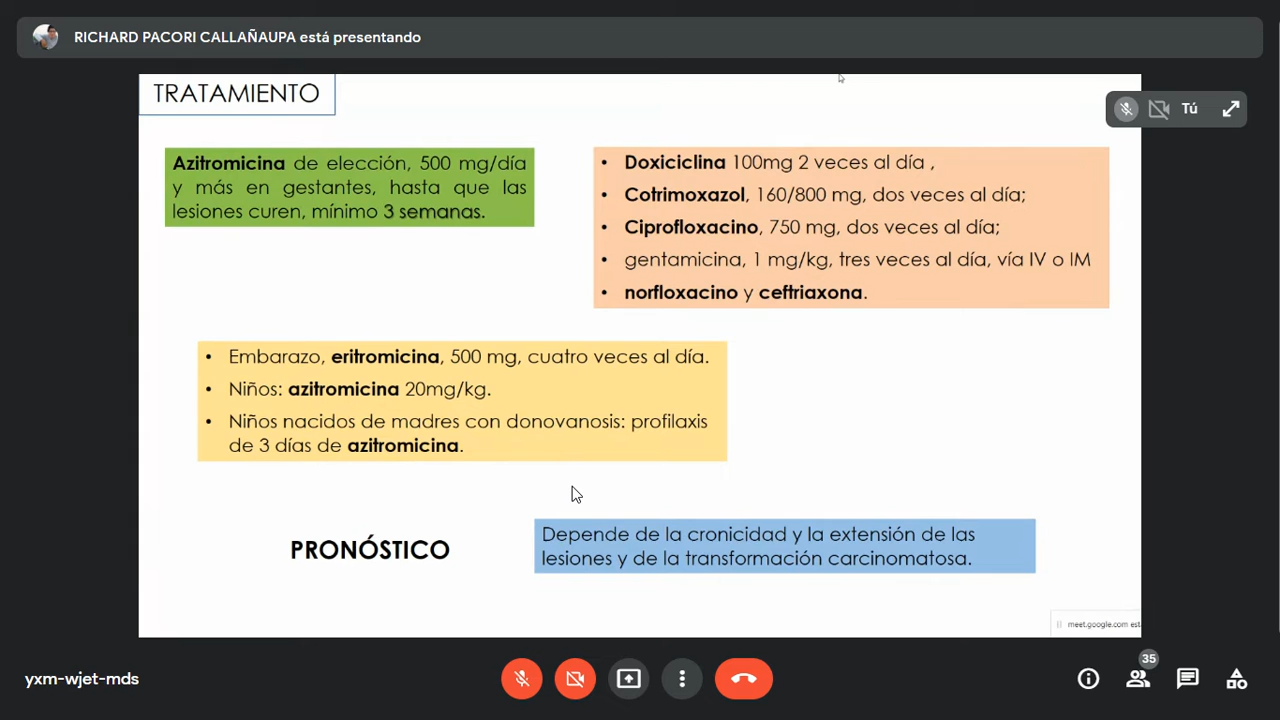 RICHARD PACORI CALLAÑAUPA está presentando
TRATAMIENTO
Tú
Azitromicina de elección, 500 mg/día
y más en gestantes, hasta que las
lesiones curen, mínimo 3 semanas.
• Doxiciclina 100mg 2 veces al día ,
• Cotrimoxazol, 160/800 mg, dos veces al día;
• Ciprofloxacino, 750 mg, dos veces al día;
• gentamicina, 1 mg/kg, tres veces al día, vía IV o IM
• norfloxacino y ceftriaxona.
• Embarazo, eritromicina, 500 mg, cuatro veces al día.
• Niños: azitromicina 20mg/kg.
• Niños nacidos de madres con donovanosis: profilaxis
de 3 días de azitromicina.
PRONÓSTICO
Depende de la cronicidad y la extensión de las
lesiones y de la transformación carcinomatosa.
meet.google.com est
yxm-wjet-mds
35